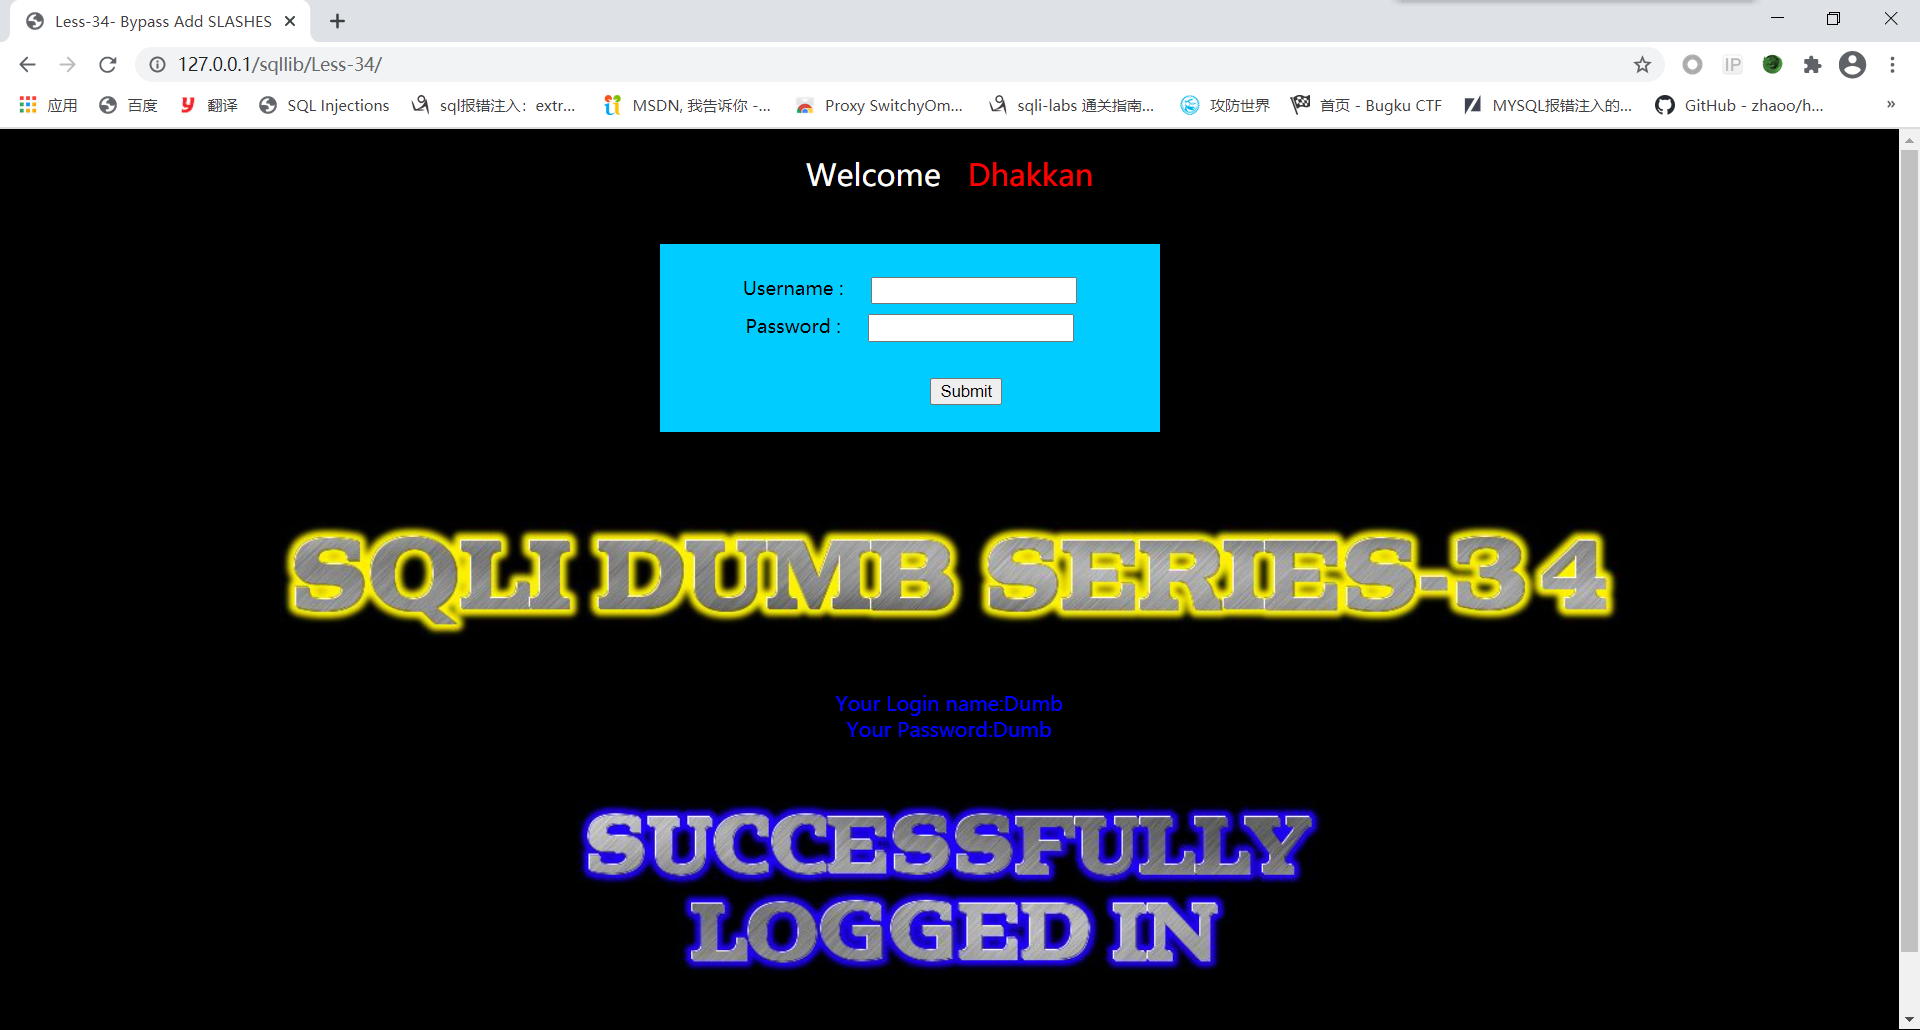 Less-34- Bypass Add SLASHES
127.0.0.1/sqllib/Less-34/
IP
应用 百度 翻译 SQL Injections sql报错注入：extr... MSDN, 我告诉你 -... Proxy SwitchyOm... sqli-labs 通关指南... 攻防世界 首页 - Bugku CTF MYSQL报错注入的... GitHub - zhaoo/h... »
Welcome Dhakkan
Username :
Password :
Submit
SQLI DUMB SERIES-34
Your Login name:Dumb
Your Password:Dumb
SUCCESSFULLY
LOGGED IN